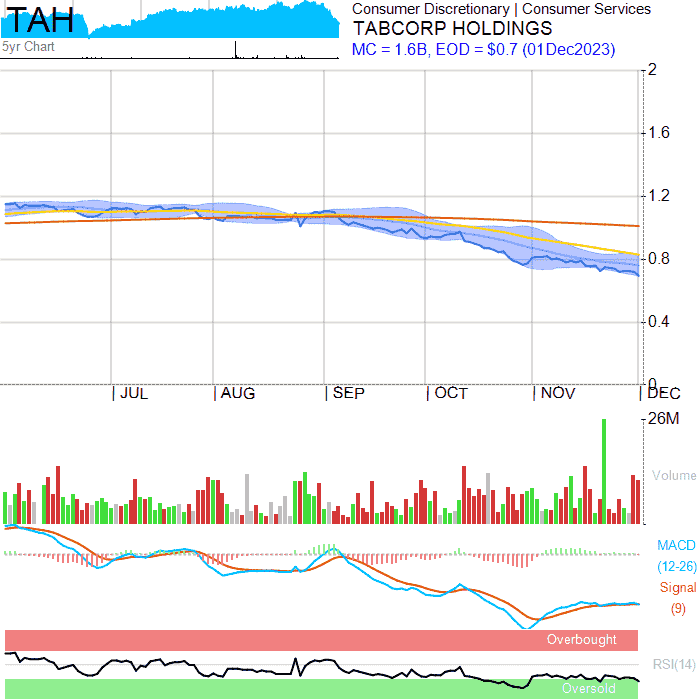 TAH
5yr Chart
Consumer Discretionary | Consumer Services
TABCORP HOLDINGS
MC = 1.6B, EOD = $0.7 (01Dec2023)
2
1.6
1.2
0.8
0.4
0
JUL AUG SEP OCT NOV DEC
26M
Volume
MACD
(12-26)
Signal
(9)
Overbought
RSI(14)
Oversold